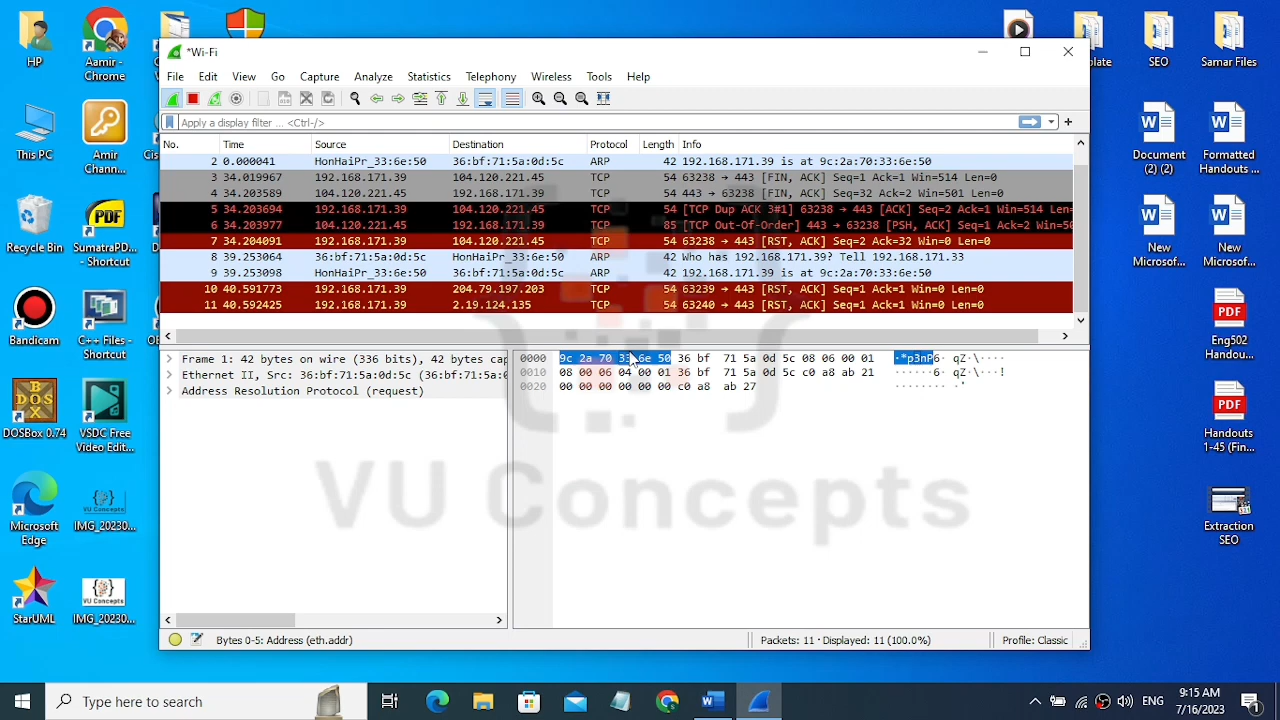 HP
Aamir -
Chrome
plate
SEO
Samar Files
*Wi-Fi
File Edit View Go Capture Analyze Statistics Telephony Wireless Tools Help
Apply a display filter ... <Ctrl-/>
No. Time Source Destination Protocol Length Info
2 0.000041 HonHaiPr_33:6e:50 36:bf:71:5a:0d:5c ARP 42 192.168.171.39 is at 9c:2a:70:33:6e:50
3 34.019967 192.168.171.39 104.120.221.45 TCP 54 63238 → 443 [FIN, ACK] Seq=1 Ack=1 Win=514 Len=0
4 34.203589 104.120.221.45 192.168.171.39 TCP 54 443 → 63238 [FIN, ACK] Seq=32 Ack=2 Win=501 Len=0
5 34.203694 192.168.171.39 104.120.221.45 TCP 54 [TCP Dup ACK 3#1] 63238 → 443 [ACK] Seq=2 Ack=1 Win=514 Len=
6 34.203977 104.120.221.45 192.168.171.39 TCP 85 [TCP Out-Of-Order] 443 → 63238 [PSH, ACK] Seq=1 Ack=2 Win=50
7 34.204091 192.168.171.39 104.120.221.45 TCP 54 63238 → 443 [RST, ACK] Seq=2 Ack=32 Win=0 Len=0
8 39.253064 36:bf:71:5a:0d:5c HonHaiPr_33:6e:50 ARP 42 Who has 192.168.171.39? Tell 192.168.171.33
9 39.253098 HonHaiPr_33:6e:50 36:bf:71:5a:0d:5c ARP 42 192.168.171.39 is at 9c:2a:70:33:6e:50
10 40.591773 192.168.171.39 204.79.197.203 TCP 54 63239 → 443 [RST, ACK] Seq=1 Ack=1 Win=0 Len=0
11 40.592425 192.168.171.39 2.19.124.135 TCP 54 63240 → 443 [RST, ACK] Seq=1 Ack=1 Win=0 Len=0
Frame 1: 42 bytes on wire (336 bits), 42 bytes cap
Ethernet II, Src: 36:bf:71:5a:0d:5c (36:bf:71:5a:0
Address Resolution Protocol (request)
0000 9c 2a 70 33 6e 50 36 bf 71 5a 0d 5c 08 06 00 01 ·*p3nP6· qZ·\····
0010 08 00 06 04 00 01 36 bf 71 5a 0d 5c c0 a8 ab 21 ······6· qZ·\···!
0020 00 00 00 00 00 00 c0 a8 ab 27 ········ ·'
VU Concepts
Bytes 0-5: Address (eth.addr)
Packets: 11 · Displayed: 11 (100.0%)
Profile: Classic
This PC
Amir
Chann...
Cis
Recycle Bin
SumatraPD...
- Shortcut
Bandicam
C++ Files -
Shortcut
DOS
BOX
DOSBox 0.74
VSDC Free
Video Edit...
Microsoft
Edge
IMG_20230...
StarUML
VU Concepts
IMG_20230...
PDF
Document
(2) (2)
Formatted
Handouts ...
New
Microsof...
New
Microsof...
PDF
Eng502
Handou...
PDF
Handouts
1-45 (Fin...
Extraction
SEO
Type here to search
ENG
9:15 AM
7/16/2023
1